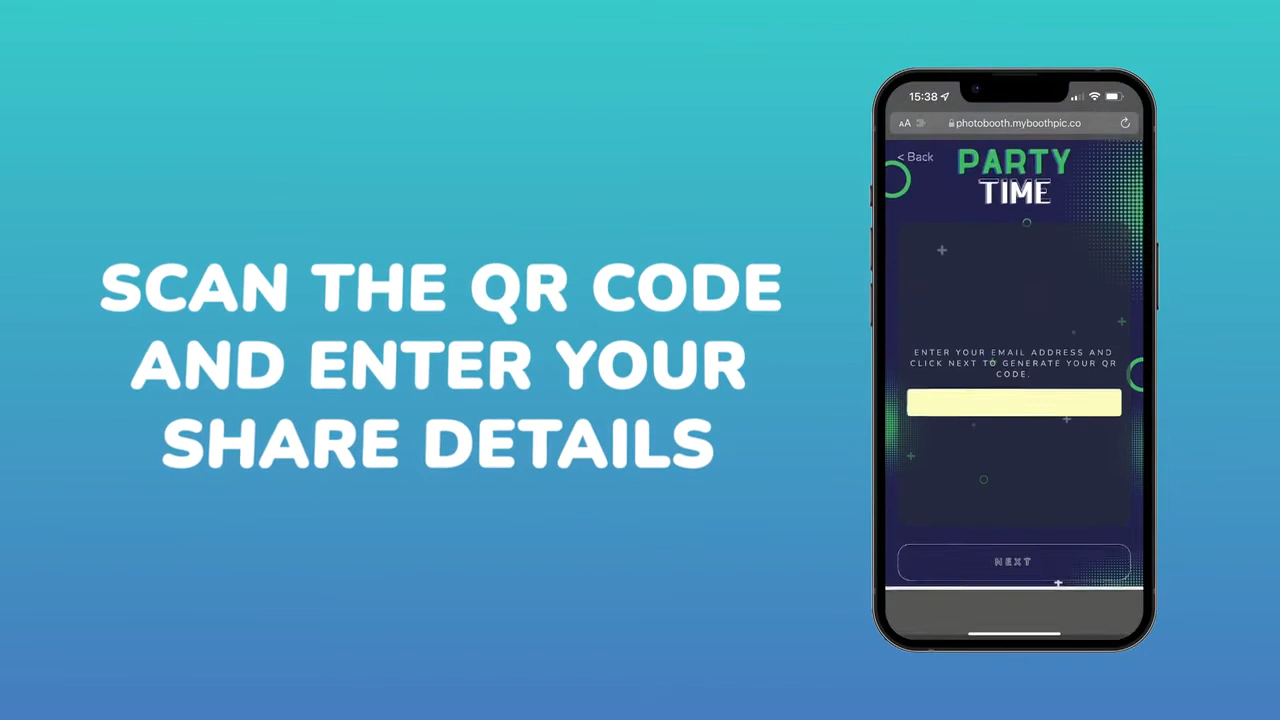 SCAN THE QR CODE
AND ENTER YOUR
SHARE DETAILS
15:38
AA
photobooth.myboothpic.co
< Back
PARTY
TIME
ENTER YOUR EMAIL ADDRESS AND
CLICK NEXT TO GENERATE YOUR QR
CODE.
NEXT